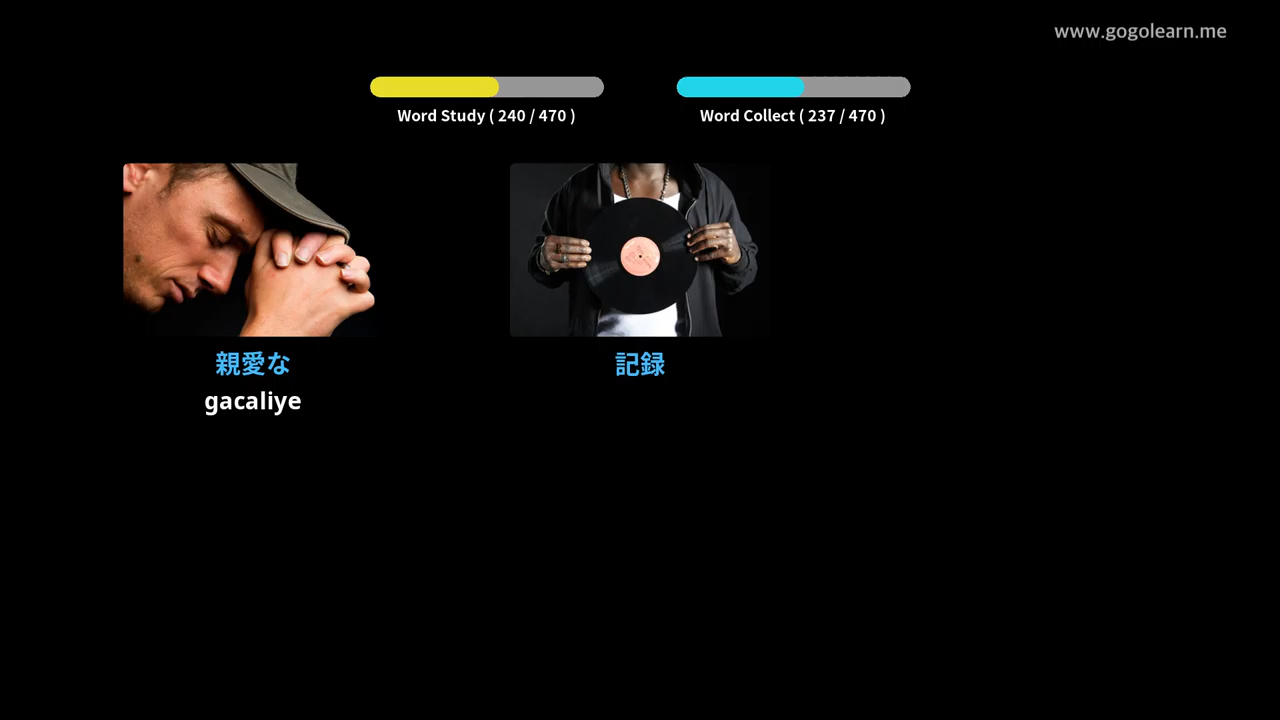 www.gogolearn.me
Word Study ( 240 / 470 )
Word Collect ( 237 / 470 )
親愛な
記録
gacaliye